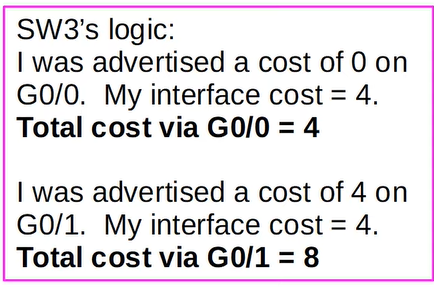 SW3's logic:
I was advertised a cost of 0 on
G0/0.  My interface cost = 4.
Total cost via G0/0 = 4

I was advertised a cost of 4 on
G0/1.  My interface cost = 4.
Total cost via G0/1 = 8